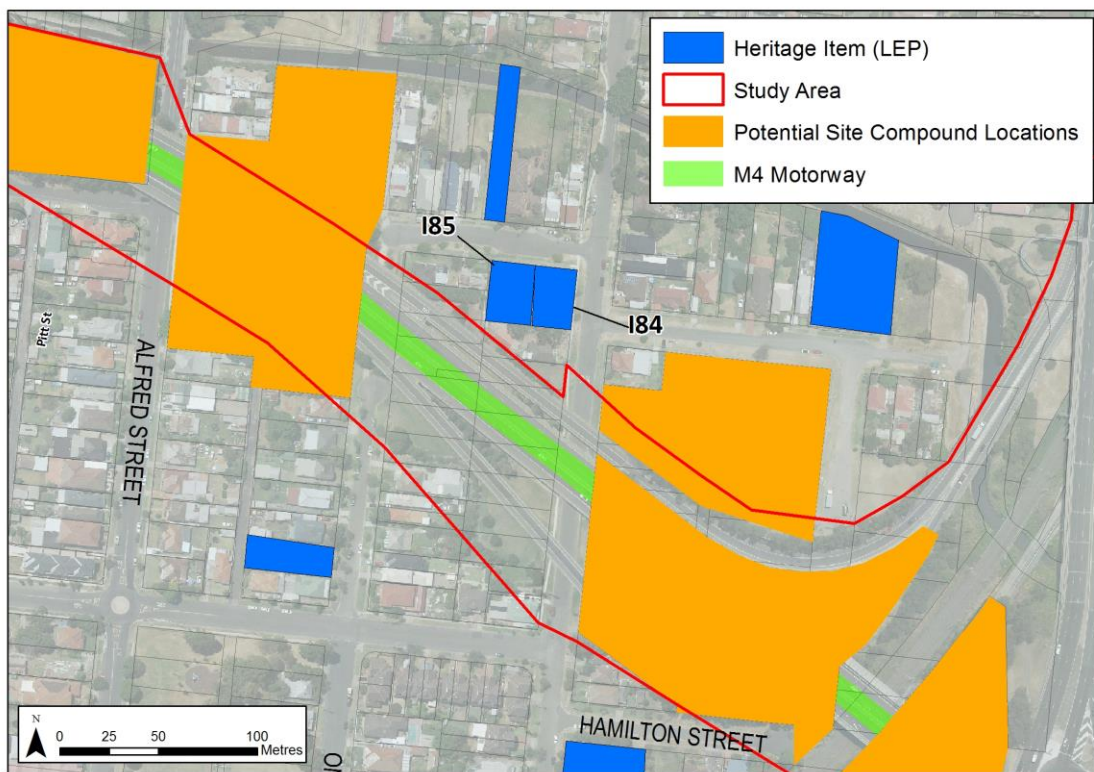 Heritage Item (LEP)
Study Area
Potential Site Compound Locations
M4 Motorway
I85
I84
Pitt St
ALFRED STREET
HAMILTON STREET
N
0 25 50 100
Metres